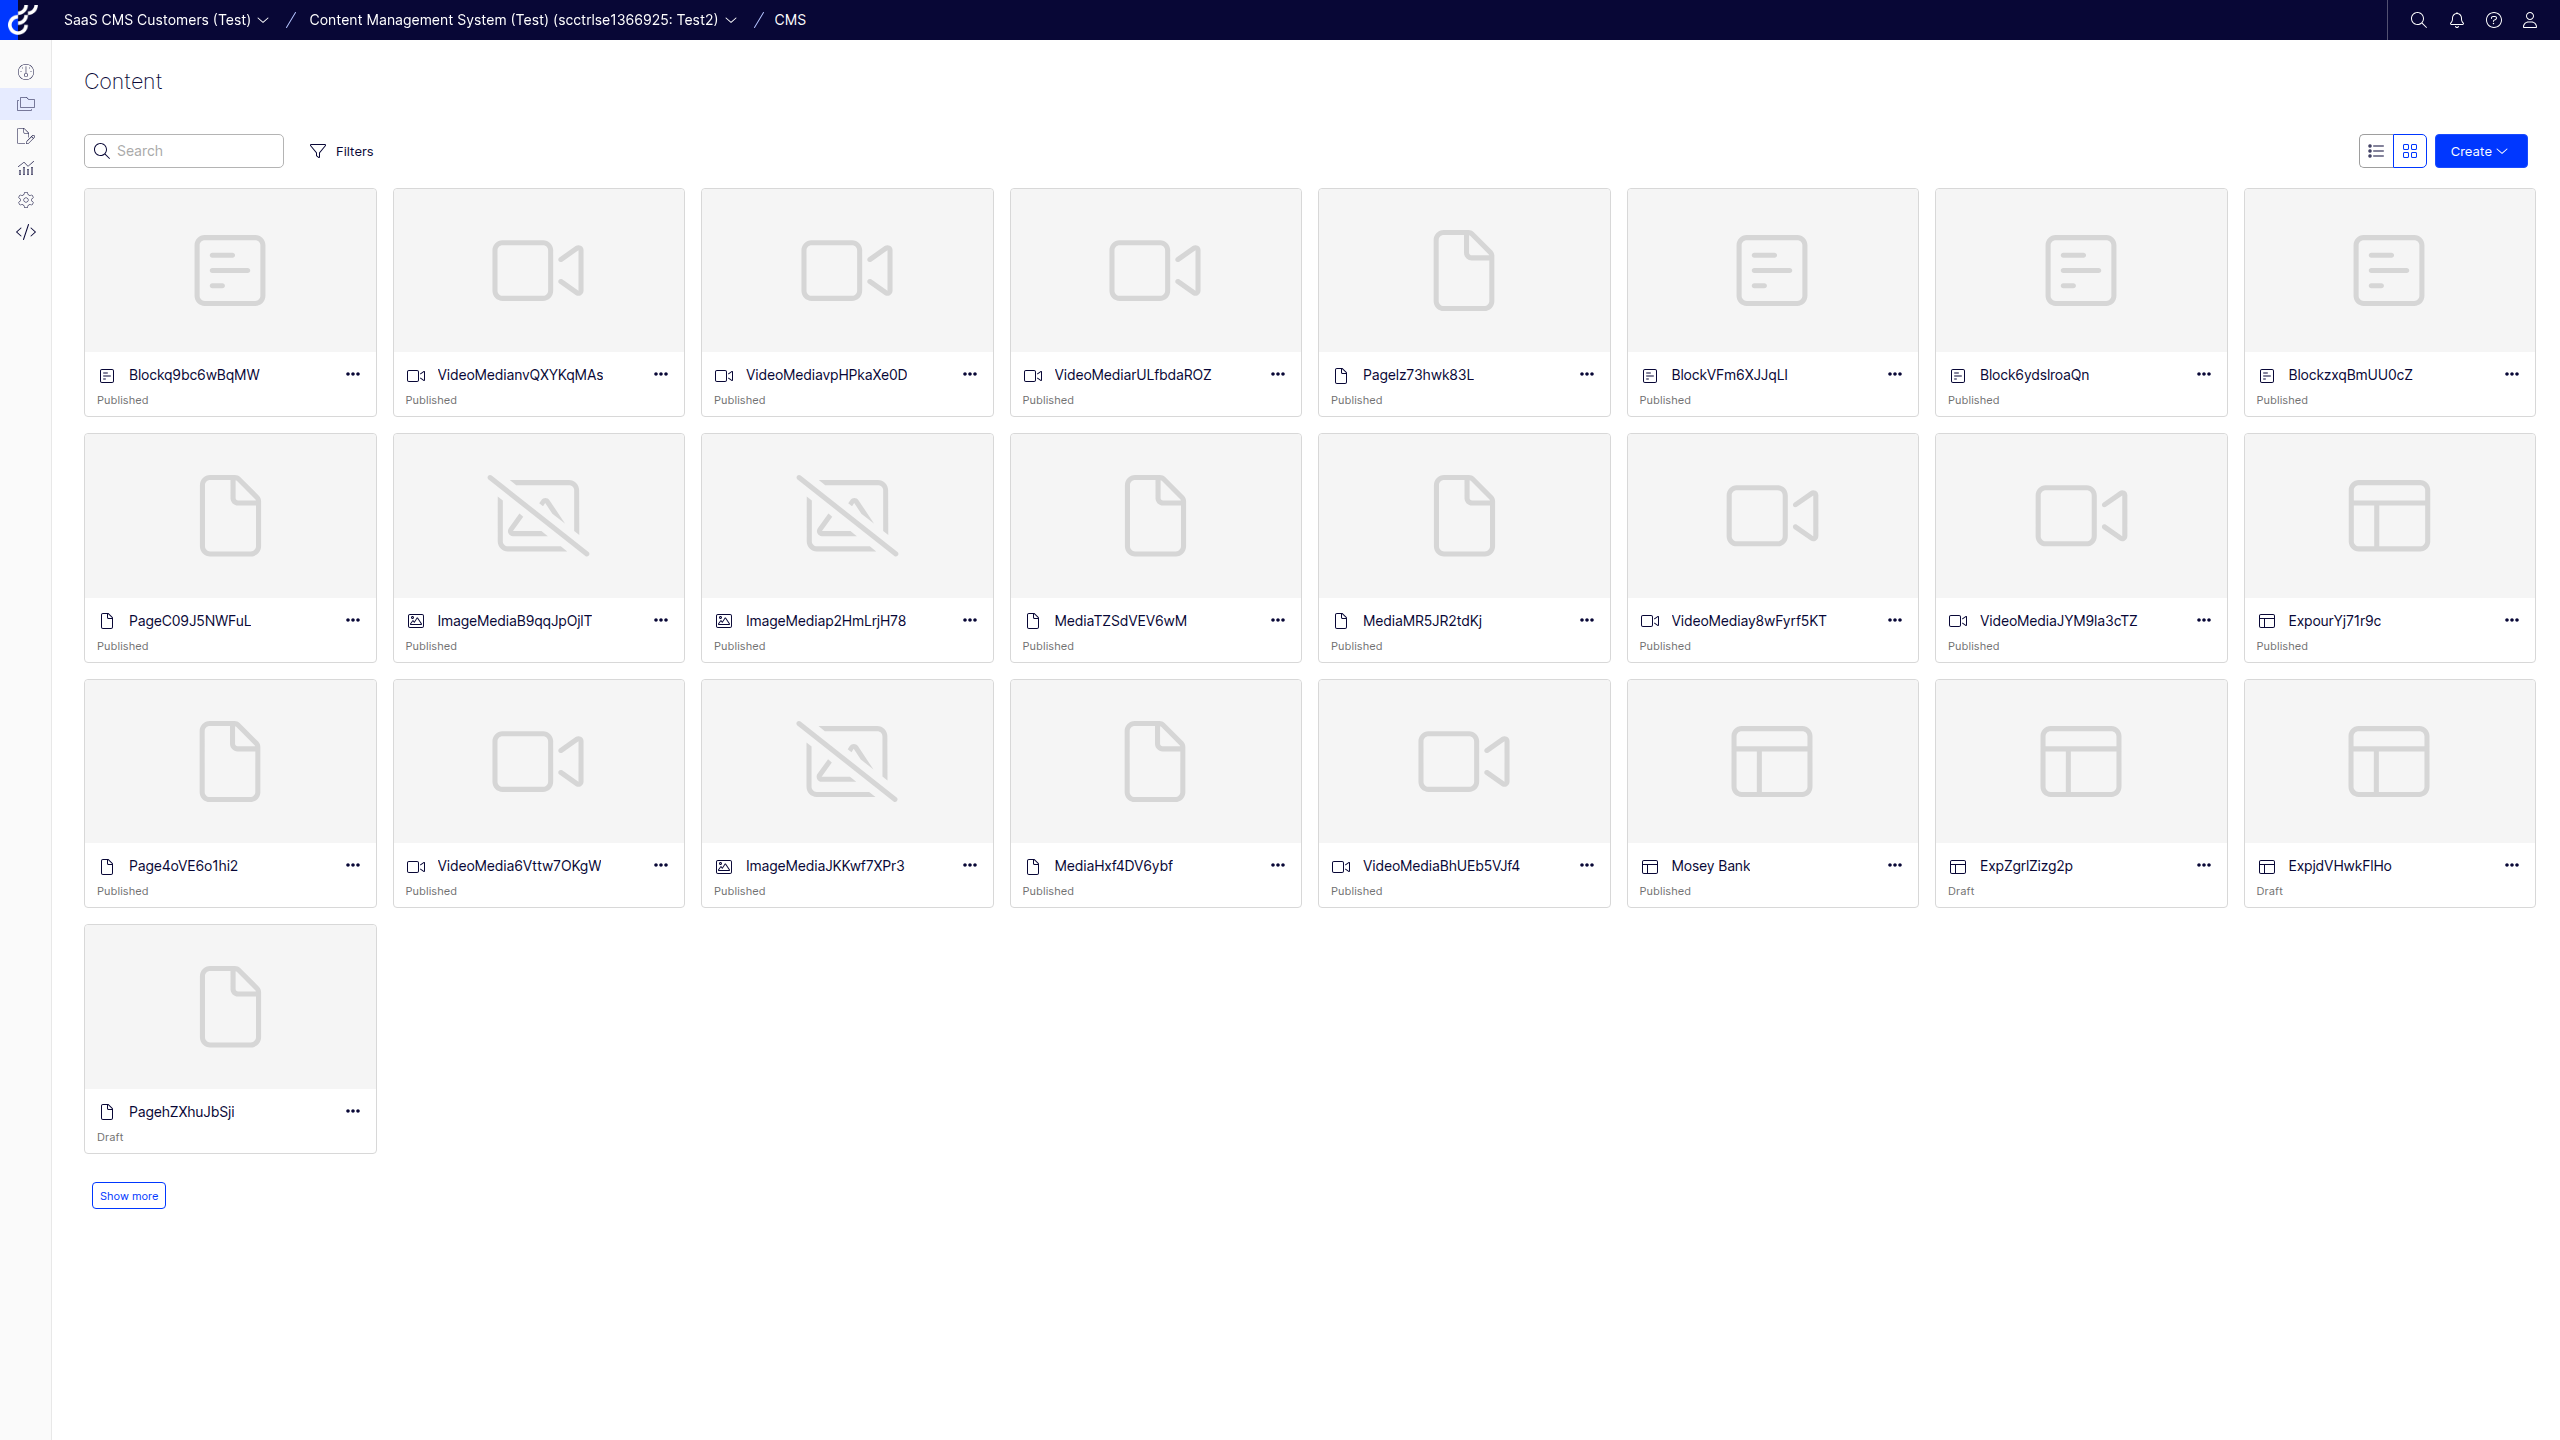 SaaS CMS Customers (Test) / Content Management System (Test) (scctrlse1366925: Test2) / CMS
Content
Search
Filters
Create
Blockq9bc6wBqMW
Published
VideoMedianvQXYKqMAs
Published
VideoMediavpHPkaXe0D
Published
VideoMediarULfbdaROZ
Published
PageIz73hwk83L
Published
BlockVFm6XJJqLI
Published
Block6ydsIroaQn
Published
BlockzxqBmUU0cZ
Published
PageC09J5NWFuL
Published
ImageMediaB9qqJpOjIT
Published
ImageMediap2HmLrjH78
Published
MediaTZSdVEV6wM
Published
MediaMR5JR2tdKj
Published
VideoMediay8wFyrf5KT
Published
VideoMediaJYM9la3cTZ
Published
ExpourYj71r9c
Published
Page4oVE6o1hi2
Published
VideoMedia6Vttw7OKgW
Published
ImageMediaJKKwf7XPr3
Published
MediaHxf4DV6ybf
Published
VideoMediaBhUEb5VJf4
Published
Mosey Bank
Published
ExpZgrlZizg2p
Draft
ExpjdVHwkFlHo
Draft
PagehZXhuJbSji
Draft
Show more